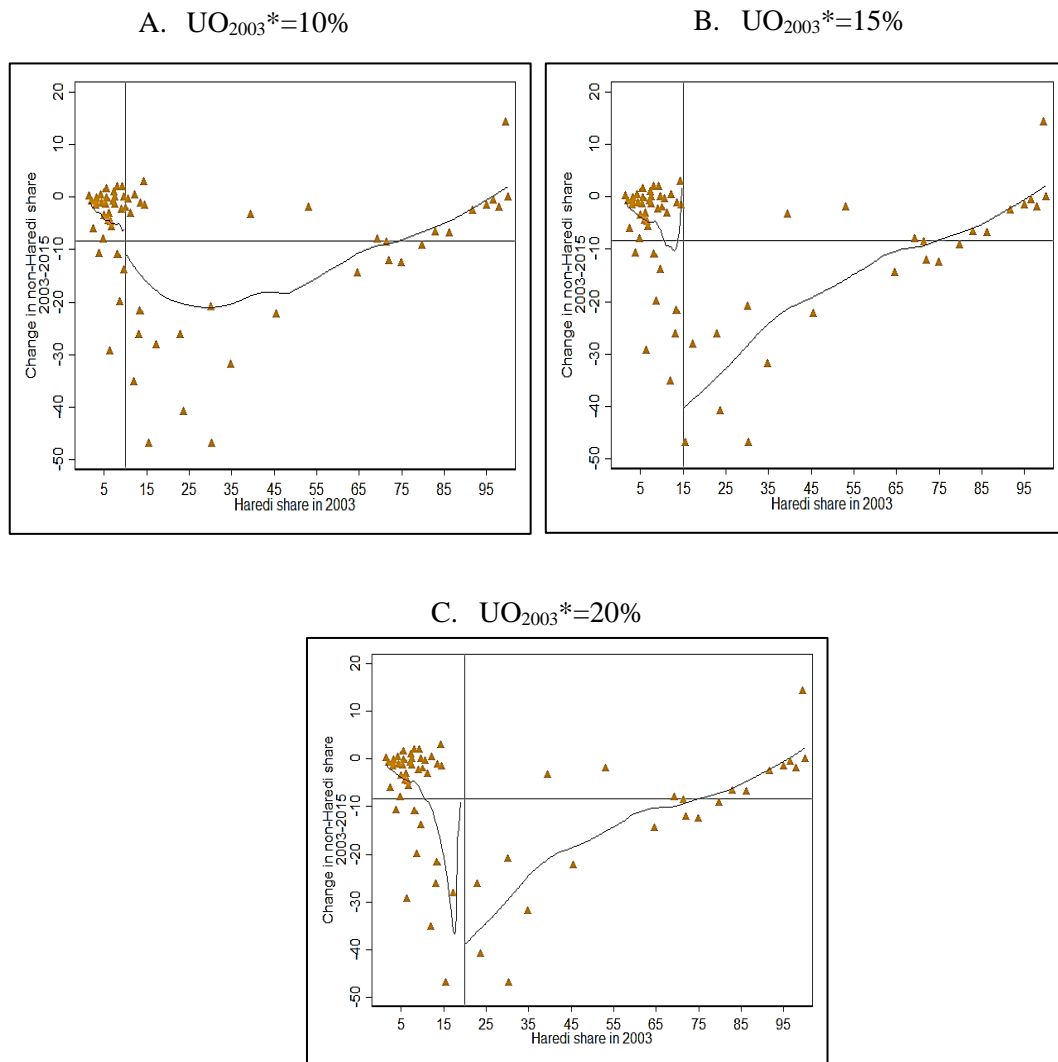 A. UO2003*=10%
Change in non-Haredi share
2003-2015
20
10
0
-10
-20
-30
-40
-50
5 15 25 35 45 55 65 75 85 95
Haredi share in 2003
B. UO2003*=15%
Change in non-Haredi share
2003-2015
20
10
0
-10
-20
-30
-40
-50
5 15 25 35 45 55 65 75 85 95
Haredi share in 2003
C. UO2003*=20%
Change in non-Haredi share
2003-2015
20
10
0
-10
-20
-30
-40
-50
5 15 25 35 45 55 65 75 85 95
Haredi share in 2003